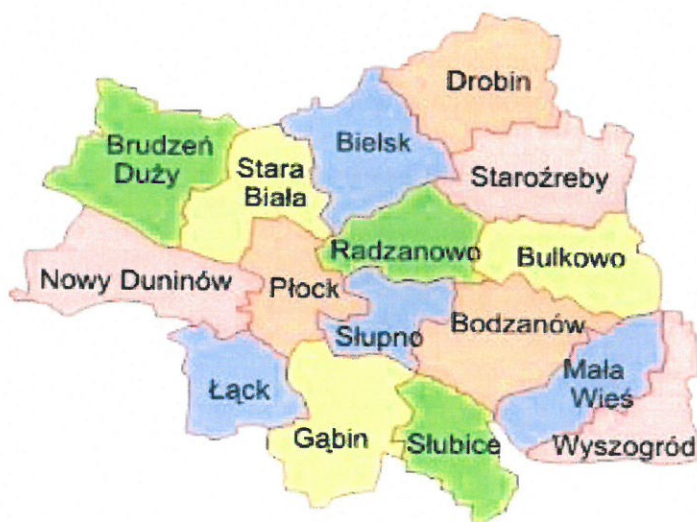 Drobin
Brudzeń
Duży
Bielsk
Stara
Biała
Staroźreby
Radzanowo
Bulkowo
Nowy Duninów
Płock
Słupno
Bodzanów
Mała
Wieś
Łąck
Gąbin
Słubice
Wyszogród